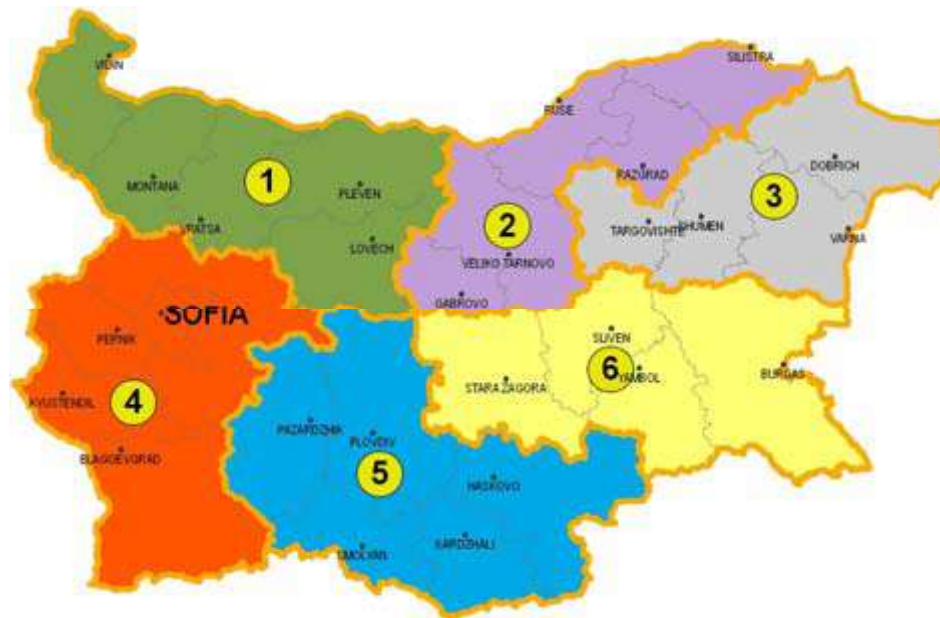 VIDIN
SILISTRA
RUSE
DOBRICH
RAZGRAD
MONTANA
1
PLEVEN
3
VRATSA
2
TARGOVISHTE
SHUMEN
VARNA
LOVECH
VELIKO TARNOVO
GABROVO
SOFIA
PERNIK
SLIVEN
6
YAMBOL
BURGAS
STARA ZAGORA
KYUSTENDIL
4
PAZARDZHIK
PLOVDIV
BLAGOEVGRAD
5
HASKOVO
SMOLYAN
KARDZHALI